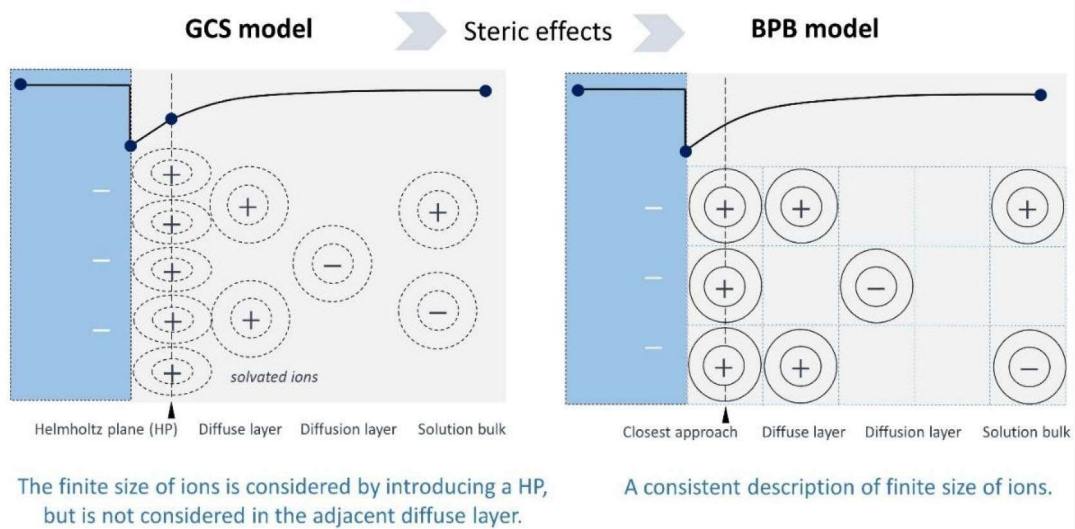 GCS model
Steric effects
BPB model
solvated ions
Helmholtz plane (HP)
Diffuse layer
Diffusion layer
Solution bulk
Closest approach
Diffuse layer
Diffusion layer
Solution bulk
The finite size of ions is considered by introducing a HP,
but is not considered in the adjacent diffuse layer.
A consistent description of finite size of ions.